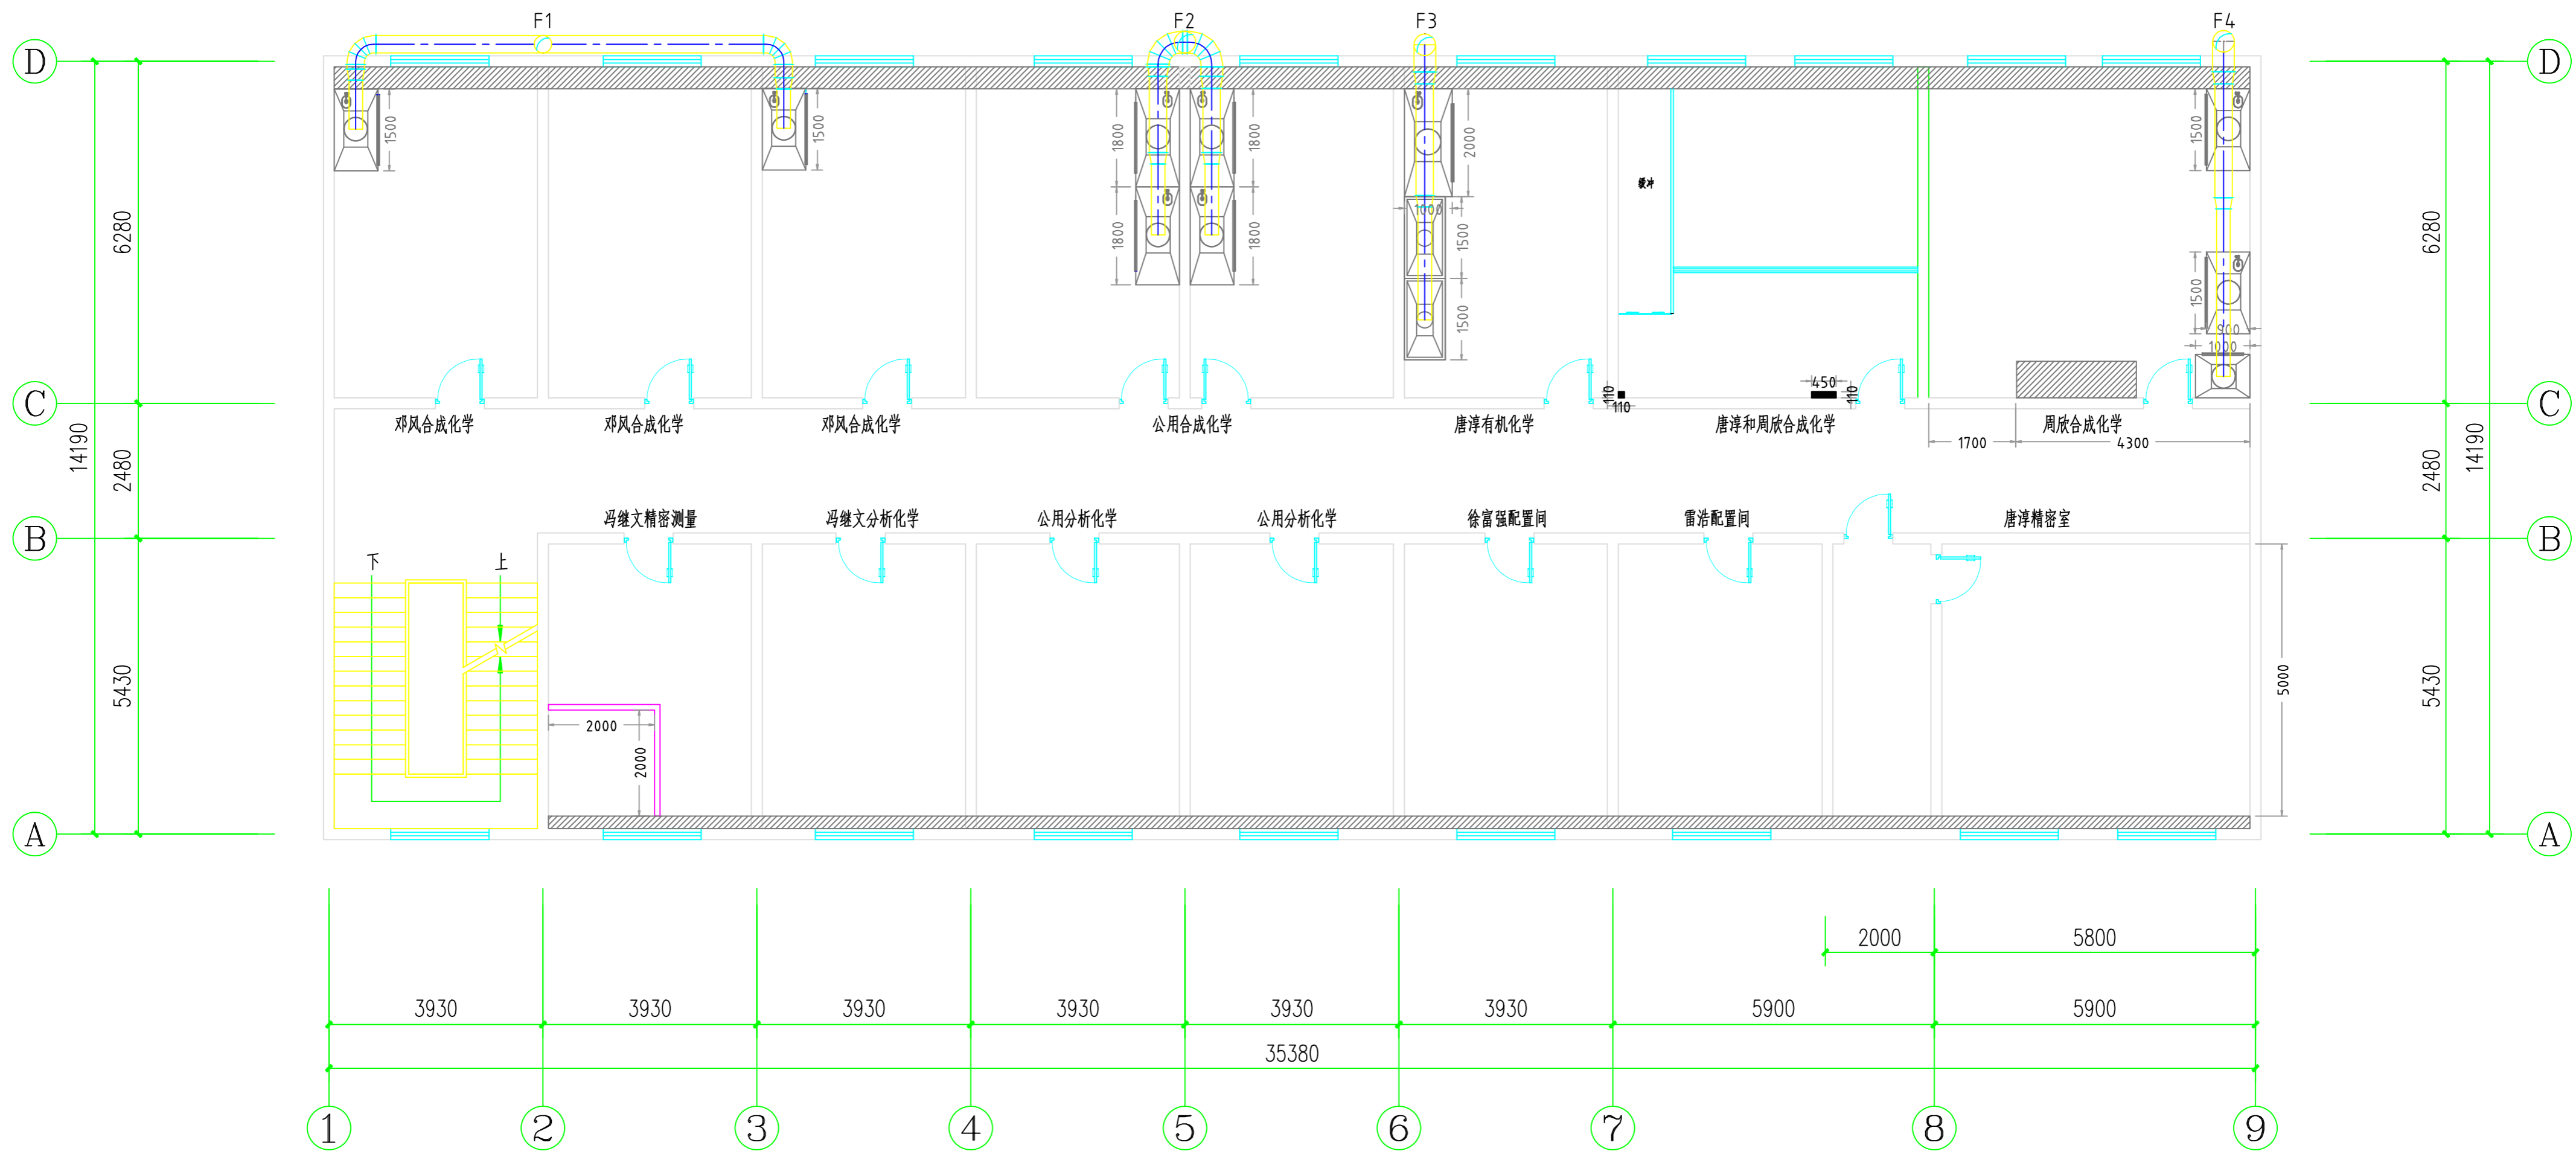 F1 F2 F3 F4
D D
1500 1500 1800 1800 2000 1500
缓冲
6280 1800 1800 1000 1500 1500 6280
1500
900
1000
450
110 110 110
C C
邓风合成化学 邓风合成化学 邓风合成化学 公用合成化学 唐淳有机化学 唐淳和周欣合成化学 周欣合成化学
1700 4300
14190 2480 2480 14190
冯继文精密测量 冯继文分析化学 公用分析化学 公用分析化学 徐富强配置间 雷浩配置间 唐淳精密室
B B
下 上
5430 5000 5430
2000
2000
A A
2000 5800
3930 3930 3930 3930 3930 3930 5900 5900
35380
1 2 3 4 5 6 7 8 9